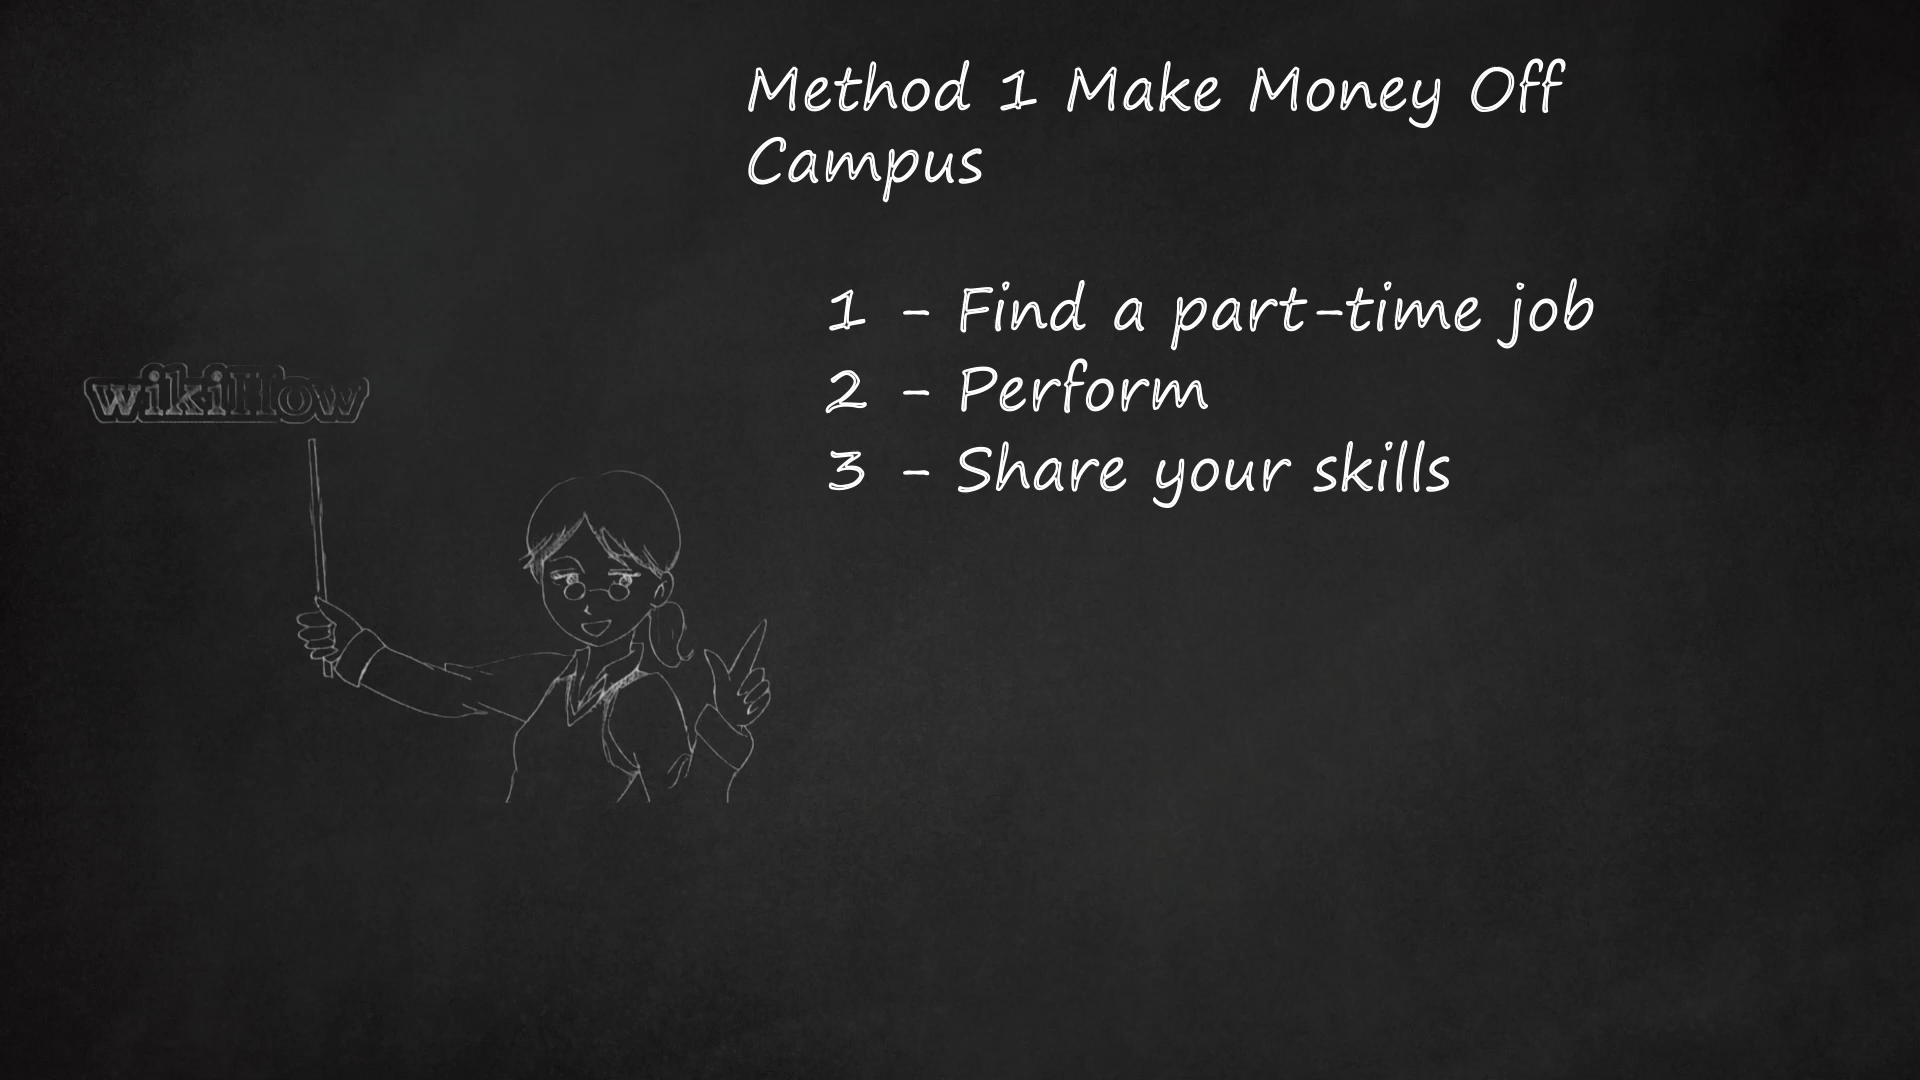 Method 1 Make Money Off
Campus
1 - Find a part-time job
2 - Perform
3 - Share your skills
wikiHow